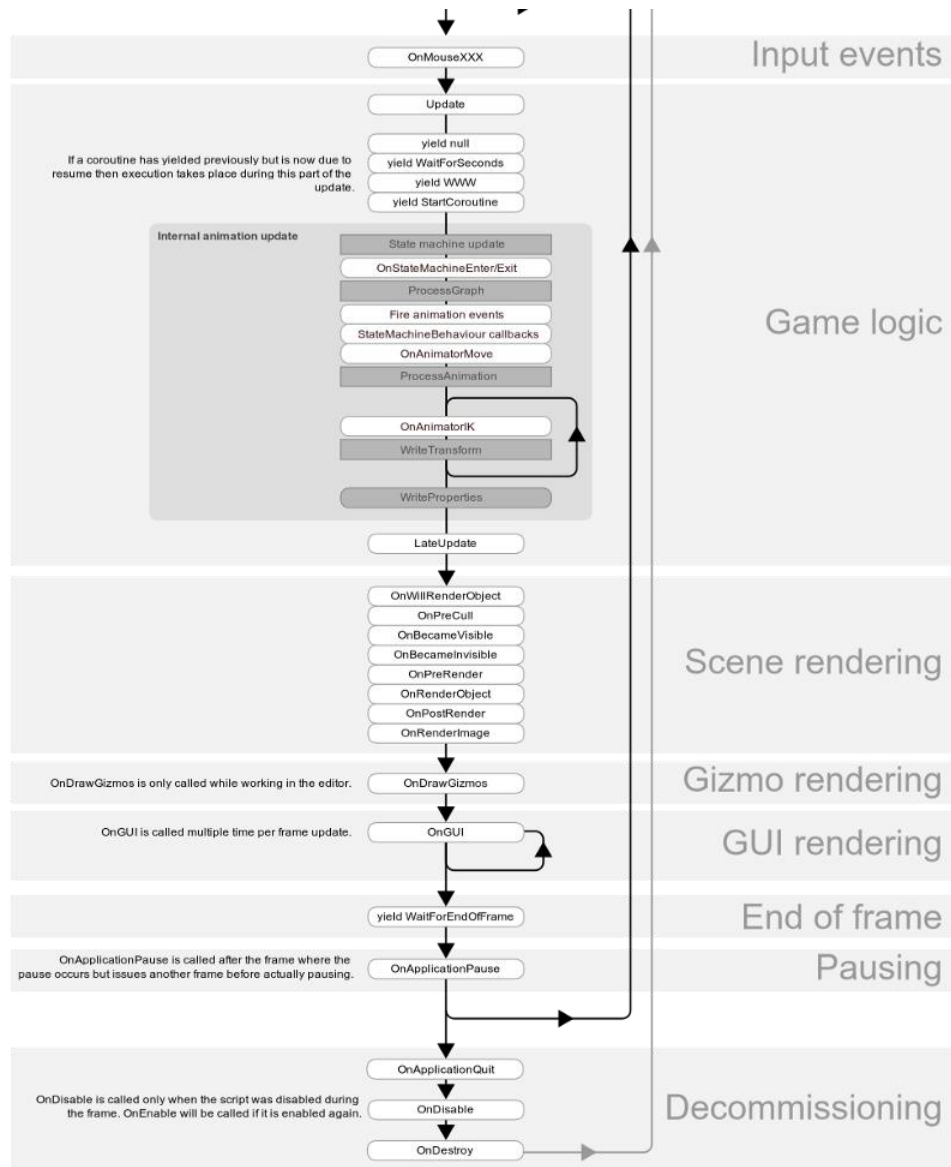 OnMouseXXX
Input events
Update
If a coroutine has yielded previously but is now due to
resume then execution takes place during this part of the
update.
yield null
yield WaitForSeconds
yield WWW
yield StartCoroutine
Game logic
Internal animation update
State machine update
OnStateMachineEnter/Exit
ProcessGraph
Fire animation events
StateMachineBehaviour callbacks
OnAnimatorMove
ProcessAnimation
OnAnimatorIK
WriteTransform
WriteProperties
LateUpdate
OnWillRenderObject
OnPreCull
OnBecameVisible
OnBecameInvisible
OnPreRender
OnRenderObject
OnPostRender
OnRenderImage
Scene rendering
OnDrawGizmos is only called while working in the editor.
OnDrawGizmos
Gizmo rendering
OnGUI is called multiple time per frame update.
OnGUI
GUI rendering
yield WaitForEndOfFrame
End of frame
OnApplicationPause is called after the frame where the
pause occurs but issues another frame before actually pausing.
OnApplicationPause
Pausing
OnApplicationQuit
OnDisable is called only when the script was disabled during
the frame. OnEnable will be called if it is enabled again.
OnDisable
OnDestroy
Decommissioning